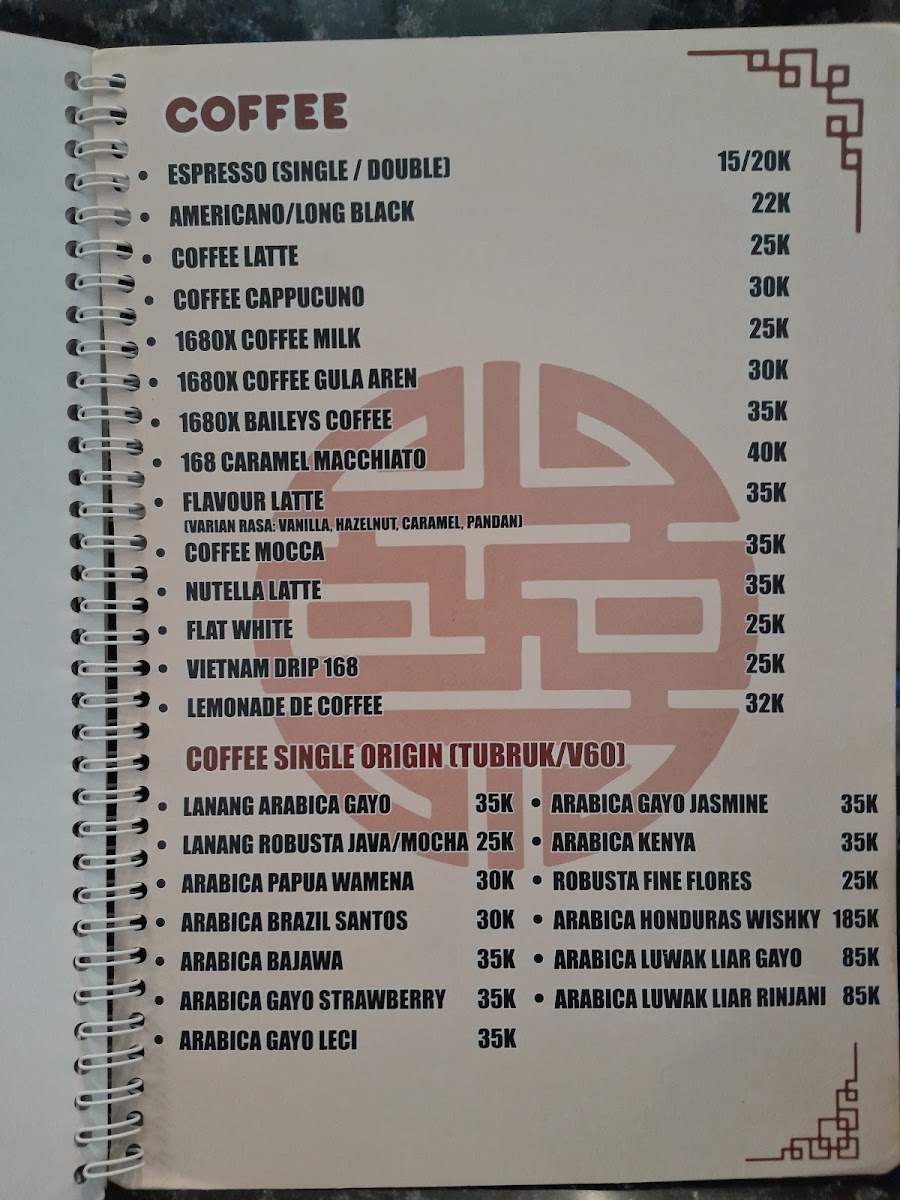 COFFEE
• ESPRESSO (SINGLE / DOUBLE) 15/20K
• AMERICANO/LONG BLACK 22K
• COFFEE LATTE 25K
• COFFEE CAPPUCUNO 30K
• 1680X COFFEE MILK 25K
• 1680X COFFEE GULA AREN 30K
• 1680X BAILEYS COFFEE 35K
• 168 CARAMEL MACCHIATO 40K
• FLAVOUR LATTE 35K
(VARIAN RASA: VANILLA, HAZELNUT, CARAMEL, PANDAN)
• COFFEE MOCCA 35K
• NUTELLA LATTE 35K
• FLAT WHITE 25K
• VIETNAM DRIP 168 25K
• LEMONADE DE COFFEE 32K
COFFEE SINGLE ORIGIN (TUBRUK/V60)
• LANANG ARABICA GAYO 35K • ARABICA GAYO JASMINE 35K
• LANANG ROBUSTA JAVA/MOCHA 25K • ARABICA KENYA 35K
• ARABICA PAPUA WAMENA 30K • ROBUSTA FINE FLORES 25K
• ARABICA BRAZIL SANTOS 30K • ARABICA HONDURAS WISHKY 185K
• ARABICA BAJAWA 35K • ARABICA LUWAK LIAR GAYO 85K
• ARABICA GAYO STRAWBERRY 35K • ARABICA LUWAK LIAR RINJANI 85K
• ARABICA GAYO LECI 35K